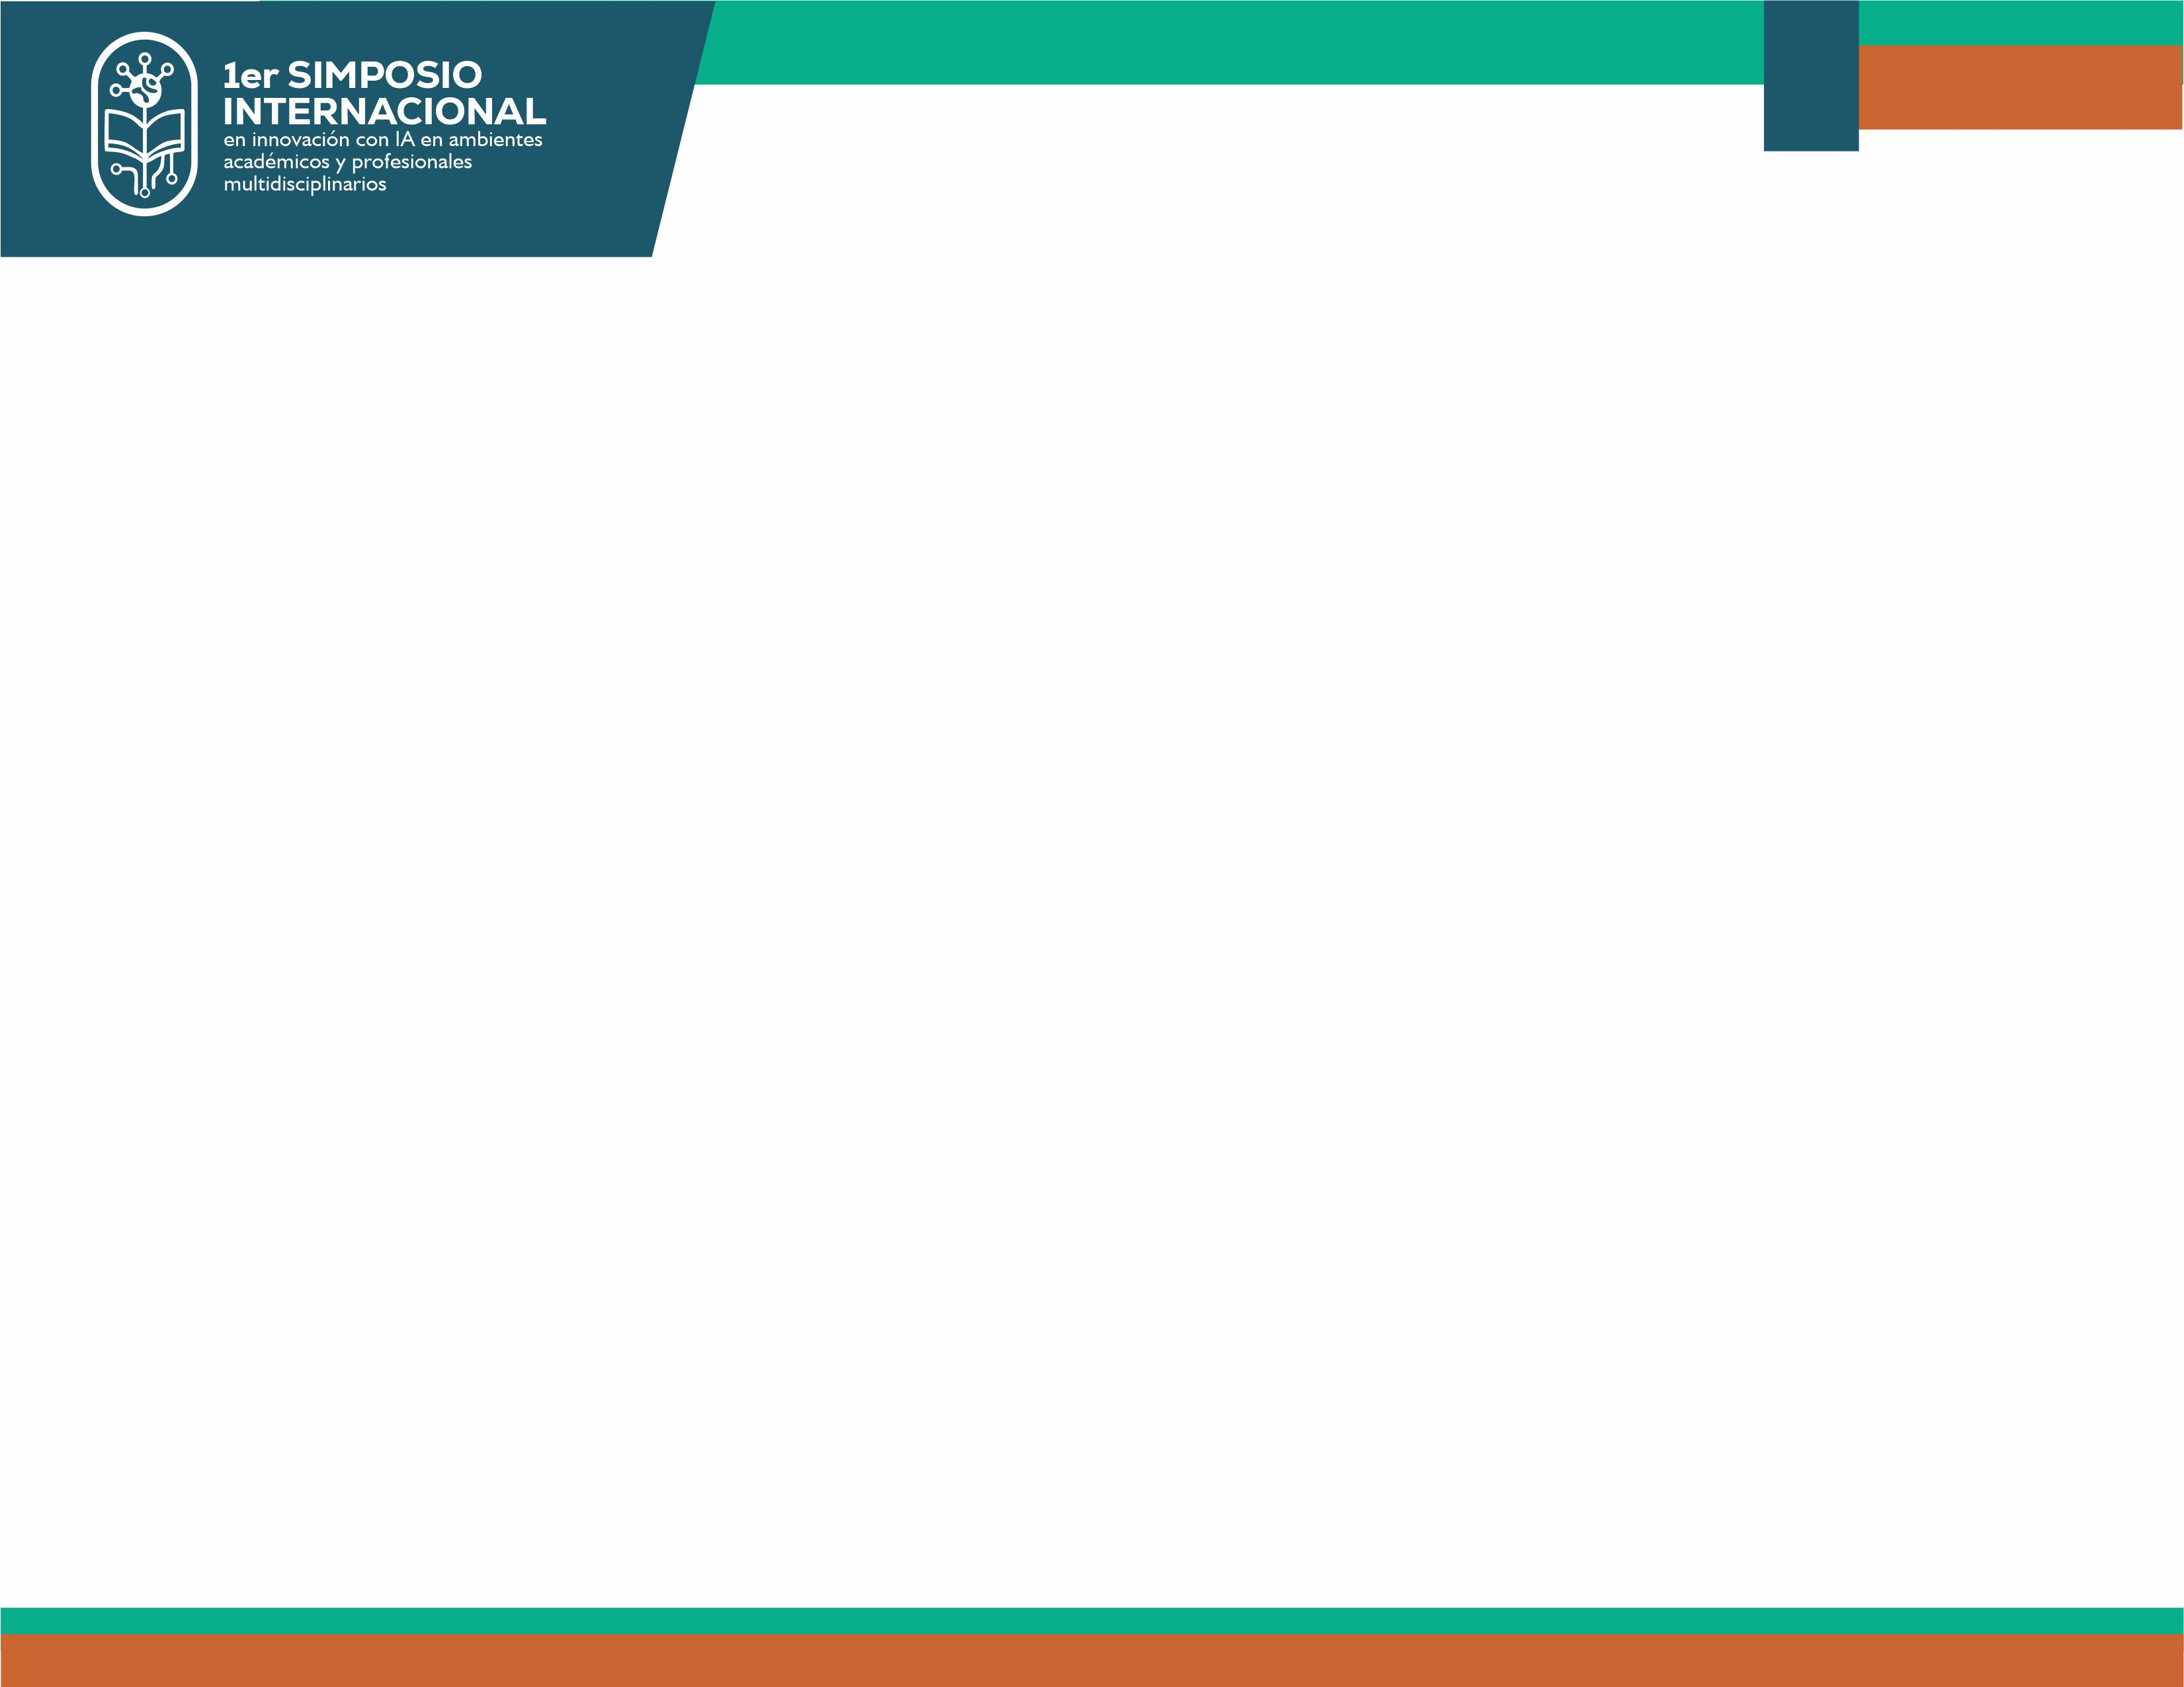 1er SIMPOSIO
INTERNACIONAL
en innovación con IA en ambientes
académicos y profesionales
multidisciplinarios